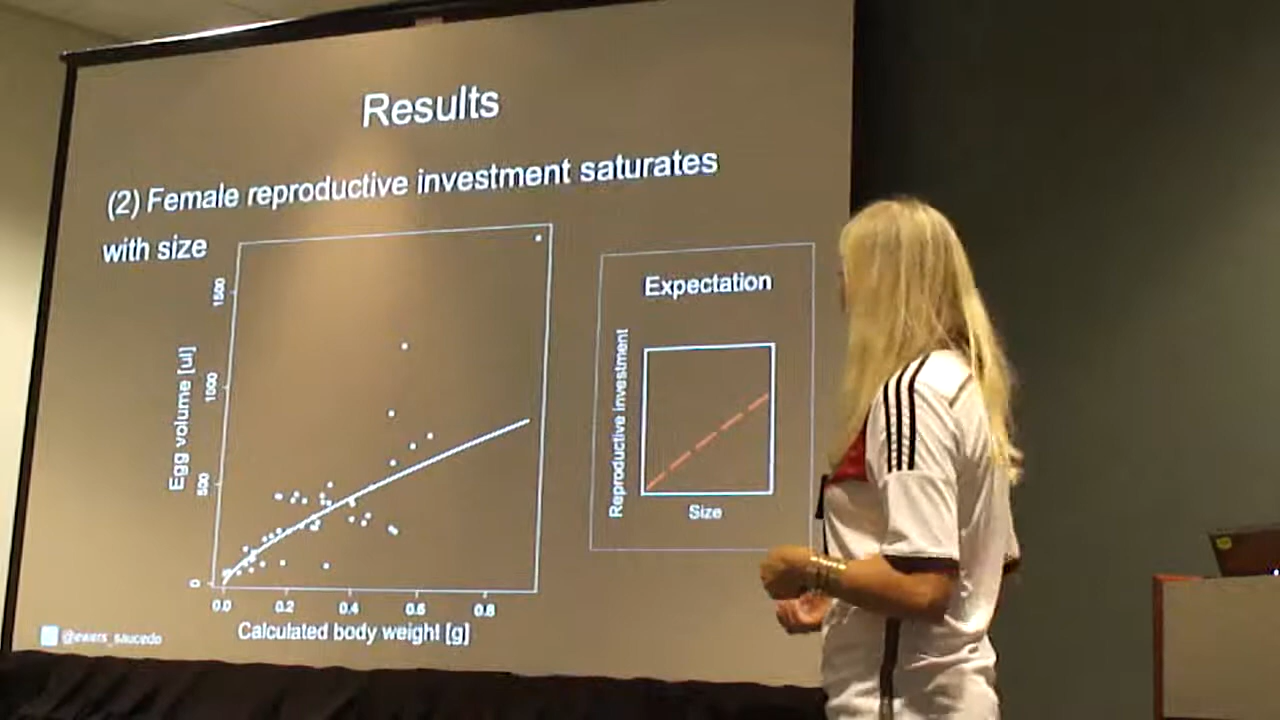 Results
(2) Female reproductive investment saturates
with size
Egg volume [ul]
1500
1000
500
0
0.0 0.2 0.4 0.6 0.8
Calculated body weight [g]
Expectation
Reproductive investment
Size
@ewers_saucedo